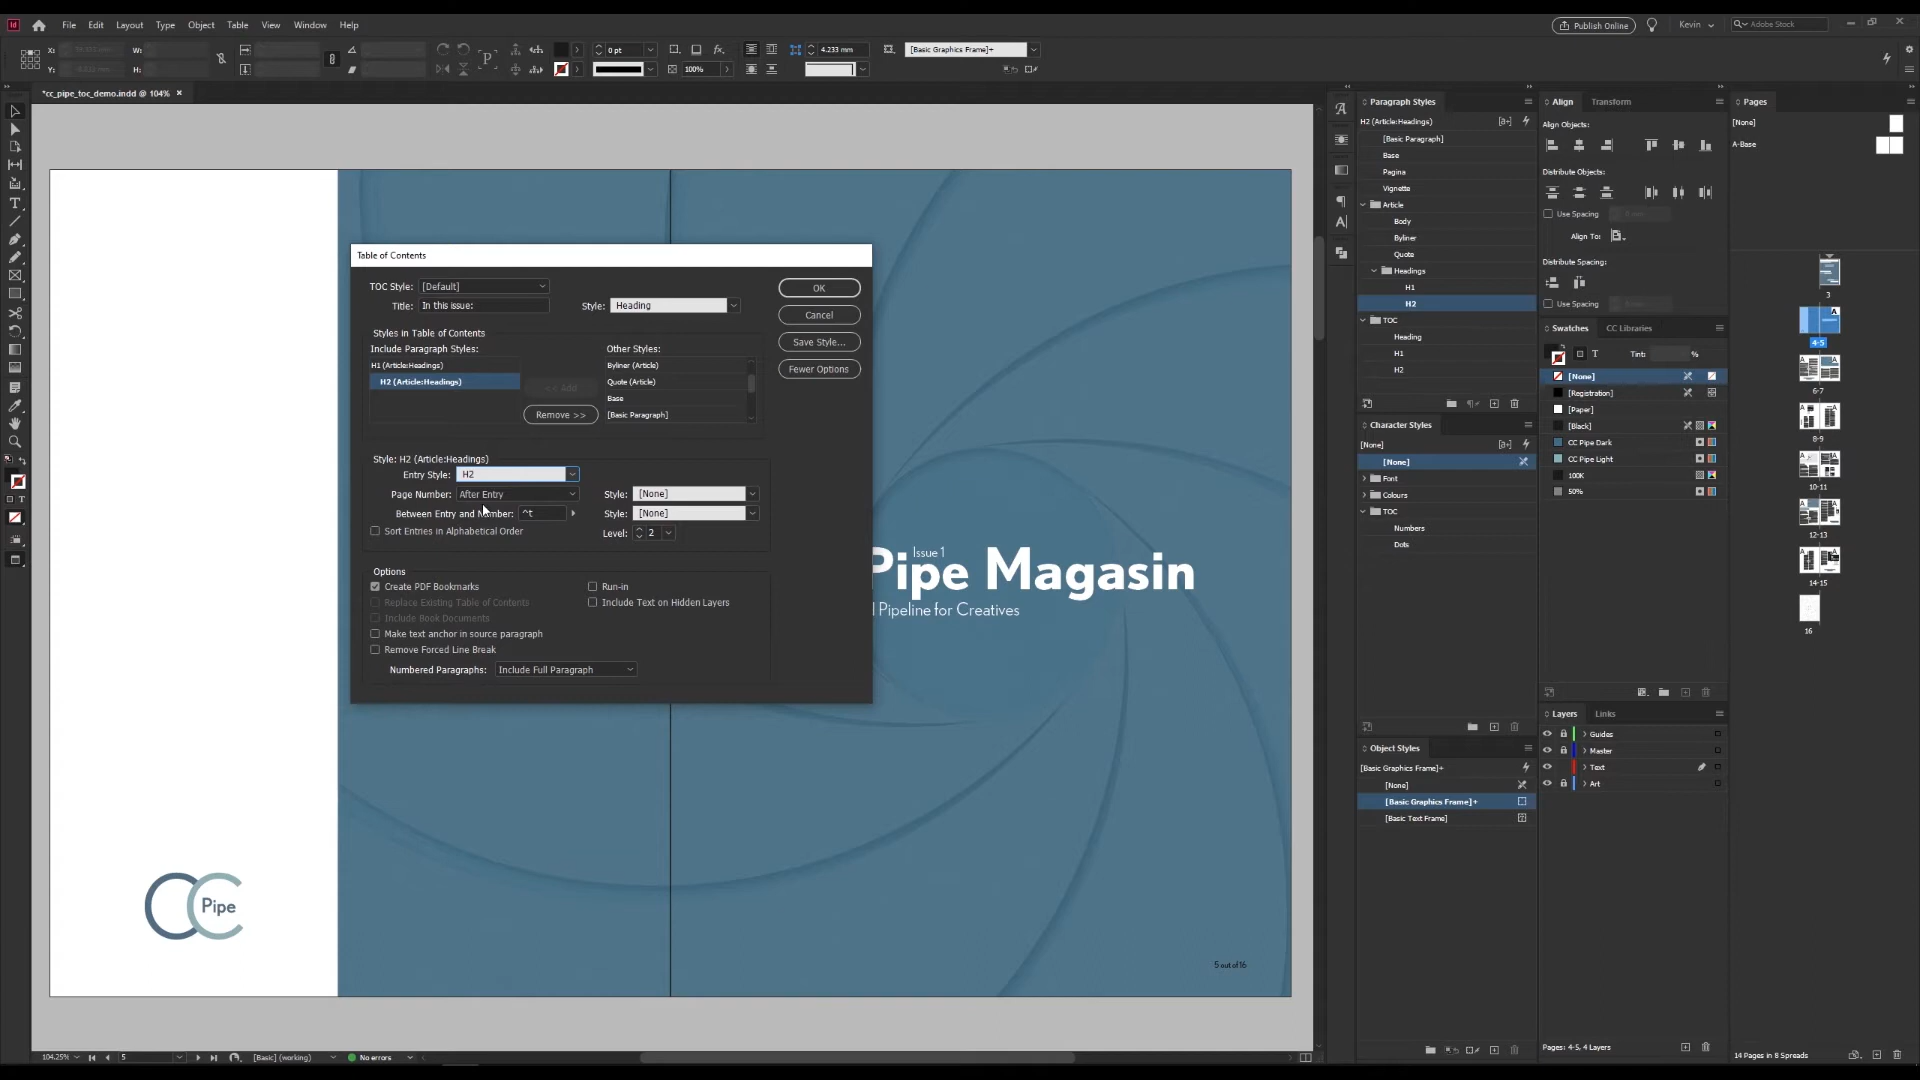 File Edit Layout Type Object Table View Window Help
Publish Online Kevin Adobe Stock
X: W: 0 pt 4.233 mm [Basic Graphics Frame]+
Y: H: 100%
*cc_pipe_toc_demo.indd @ 104% ×
Table of Contents
TOC Style: [Default]
Title: In this issue: Style: Heading
Styles in Table of Contents
Include Paragraph Styles: Other Styles:
H1 (Article:Headings) Byliner (Article)
H2 (Article:Headings) Quote (Article)
<< Add Base
Remove >> [Basic Paragraph]
OK
Cancel
Save Style...
Fewer Options
Style: H2 (Article:Headings)
Entry Style: H2
Page Number: After Entry Style: [None]
Between Entry and Number: ^t Style: [None]
Sort Entries in Alphabetical Order Level: 2
Options
Create PDF Bookmarks Run-in
Replace Existing Table of Contents Include Text on Hidden Layers
Include Book Documents
Make text anchor in source paragraph
Remove Forced Line Break
Numbered Paragraphs: Include Full Paragraph
Issue 1
Pipe Magasin
Pipeline for Creatives
Pipe
5 out of 16
Paragraph Styles
H2 (Article:Headings) [a+]
[Basic Paragraph]
Base
Pagina
Vignette
Article
Body
Byliner
Quote
Headings
H1
H2
TOC
Heading
H1
H2
Character Styles
[None] [a+]
[None]
Font
Colours
TOC
Numbers
Dots
Object Styles
[Basic Graphics Frame]+
[None]
[Basic Graphics Frame]+
[Basic Text Frame]
Align Transform
Align Objects:
Distribute Objects:
Use Spacing
Align To:
Distribute Spacing:
Use Spacing
Swatches CC Libraries
T Tint: %
[None]
[Registration]
[Paper]
[Black]
CC Pipe Dark
CC Pipe Light
100K
50%
Layers Links
Guides
Master
Text
Art
Pages: 4-5, 4 Layers
Pages
[None]
A-Base
3
4-5
6-7
8-9
10-11
12-13
14-15
16
14 Pages in 8 Spreads
104.25% 5 [Basic] (working) No errors